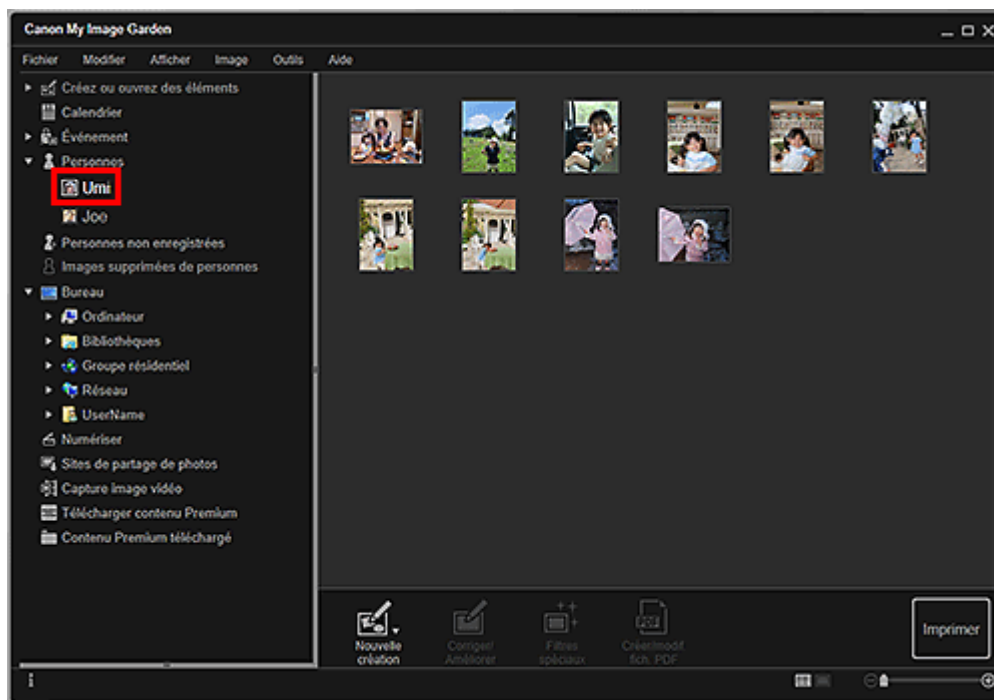 Canon My Image Garden
Fichier Modifier Afficher Image Outils Aide
Créez ou ouvrez des éléments
Calendrier
Événement
Personnes
Umi
Joe
Personnes non enregistrées
Images supprimées de personnes
Bureau
Ordinateur
Bibliothèques
Groupe résidentiel
Réseau
UserName
Numériser
Sites de partage de photos
Capture image vidéo
Télécharger contenu Premium
Contenu Premium téléchargé
Nouvelle création
Corriger/ Améliorer
Filtres spéciaux
PDF
Créer/modif. fich. PDF
Imprimer